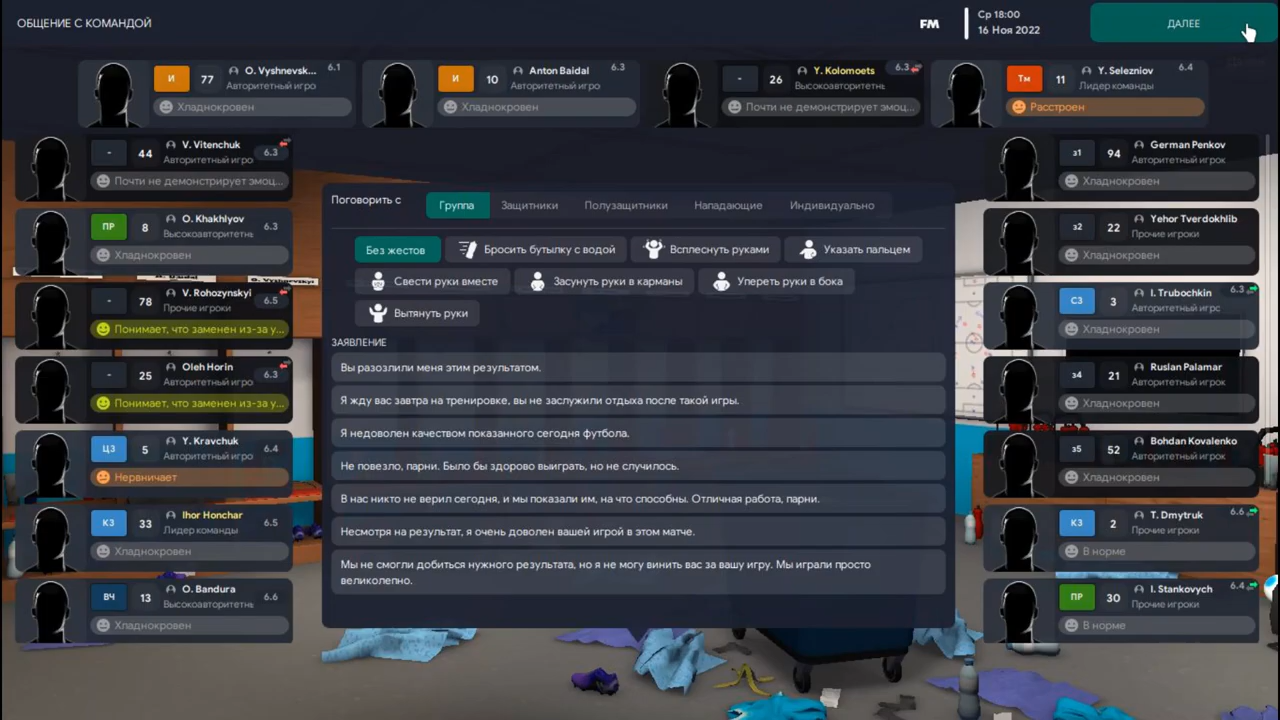 ОБЩЕНИЕ С КОМАНДОЙ
FM
Ср 18:00
16 Ноя 2022
ДАЛЕЕ
И 77 O. Vyshnevsk... 6.1
Авторитетный игро
Хладнокровен
И 10 Anton Baidal 6.3
Авторитетный игро
Хладнокровен
- 26 Y. Kolomoets 6.3
Высокоавторитетнь
Почти не демонстрирует эмоц...
Тм 11 Y. Selezniov 6.4
Лидер команды
Расстроен
- 44 V. Vitenchuk 6.3
Авторитетный игро
Почти не демонстрирует эмоц...
ПР 8 O. Khakhlyov 6.3
Высокоавторитетнь
Хладнокровен
- 78 V. Rohozynskyi 6.5
Прочие игроки
Понимает, что заменен из-за у...
- 25 Oleh Horin 6.3
Авторитетный игро
Понимает, что заменен из-за у...
ЦЗ 5 Y. Kravchuk 6.4
Авторитетный игро
Нервничает
КЗ 33 Ihor Honchar 6.5
Лидер команды
Хладнокровен
ВЧ 13 O. Bandura 6.6
Высокоавторитетнь
Хладнокровен
Поговорить с
Группа Защитники Полузащитники Нападающие Индивидуально
Без жестов Бросить бутылку с водой Всплеснуть руками Указать пальцем
Свести руки вместе Засунуть руки в карманы Упереть руки в бока
Вытянуть руки
ЗАЯВЛЕНИЕ
Вы разозлили меня этим результатом.
Я жду вас завтра на тренировке, вы не заслужили отдыха после такой игры.
Я недоволен качеством показанного сегодня футбола.
Не повезло, парни. Было бы здорово выиграть, но не случилось.
В нас никто не верил сегодня, и мы показали им, на что способны. Отличная работа, парни.
Несмотря на результат, я очень доволен вашей игрой в этом матче.
Мы не смогли добиться нужного результата, но я не могу винить вас за вашу игру. Мы играли просто
великолепно.
з1 94 German Penkov
Авторитетный игрок
Хладнокровен
з2 22 Yehor Tverdokhlib
Прочие игроки
Хладнокровен
СЗ 3 I. Trubochkin 6.3
Авторитетный игрс
Хладнокровен
з4 21 Ruslan Palamar
Авторитетный игрок
Хладнокровен
з5 52 Bohdan Kovalenko
Авторитетный игрок
Хладнокровен
КЗ 2 T. Dmytruk 6.6
Прочие игроки
В норме
ПР 30 I. Stankovych 6.4
Прочие игроки
В норме